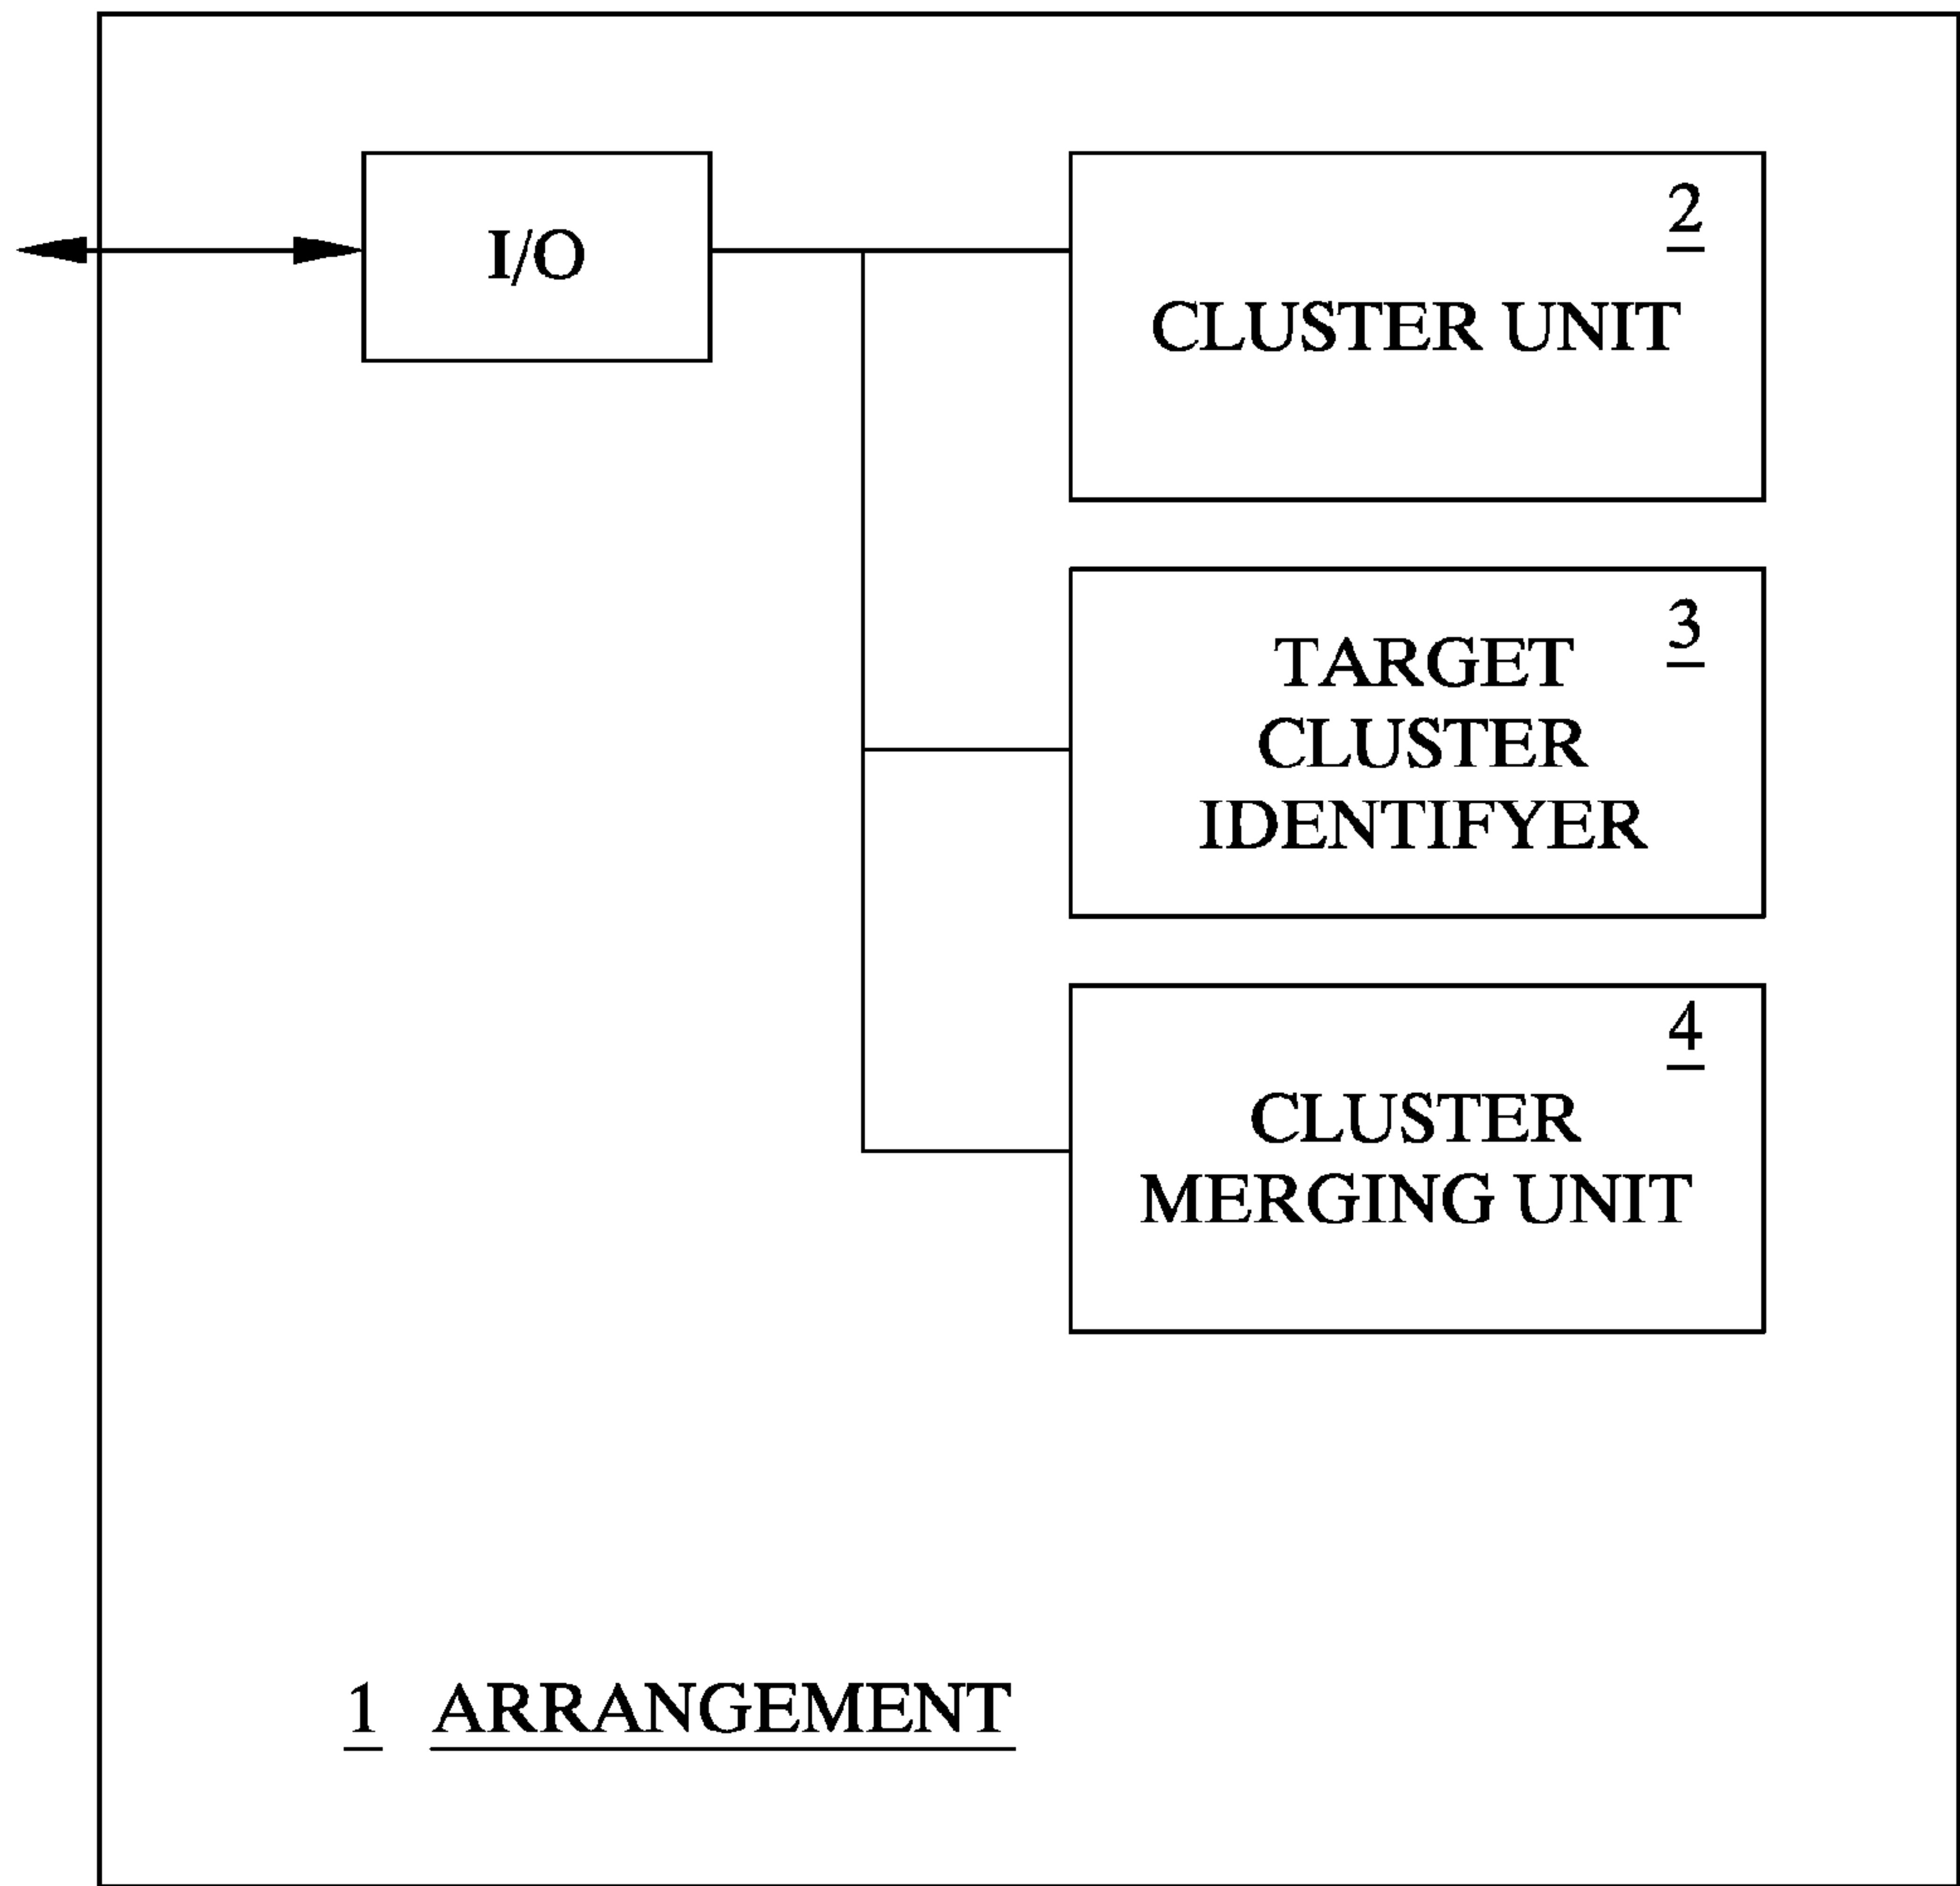 I/O
2
CLUSTER UNIT
3
TARGET
CLUSTER
IDENTIFYER
4
CLUSTER
MERGING UNIT
1 ARRANGEMENT